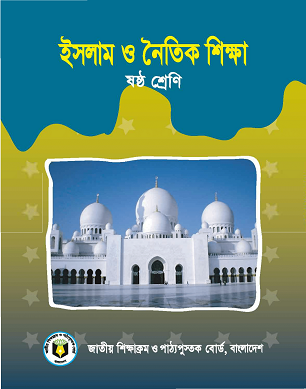 ইসলাম ও নৈতিক শিক্ষা
ষষ্ঠ শ্রেণি
জাতীয় শিক্ষাক্রম ও পাঠ্যপুস্তক বোর্ড, বাংলাদেশ